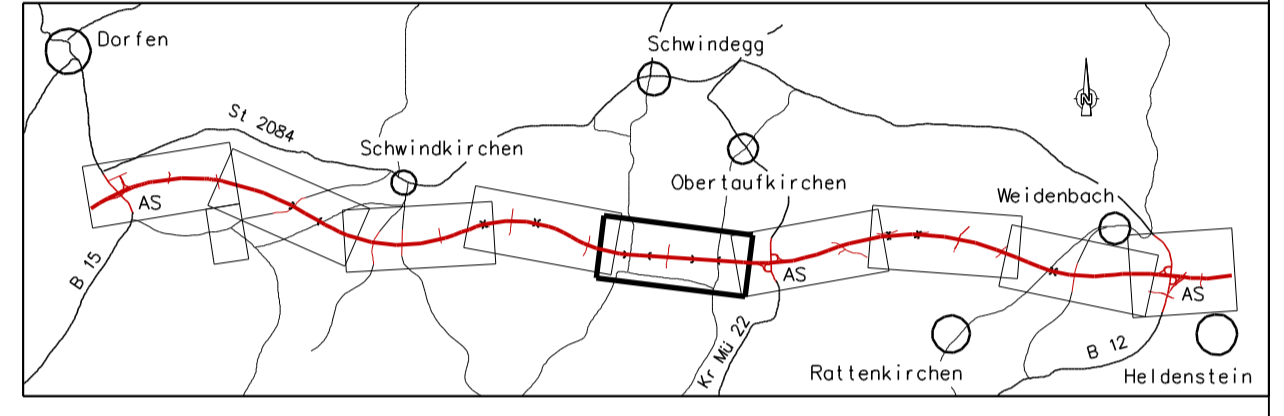 Dorfen
Schwindegg
N
St 2084
Schwindkirchen
Obertaufkirchen
Weidenbach
AS
B 15
AS
AS
Kr Mü 22
B 12
Rattenkirchen
Heldenstein